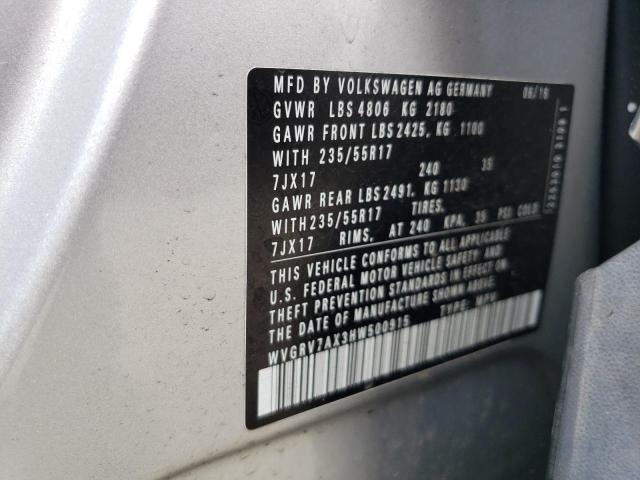 MFD BY VOLKSWAGEN AG GERMANY 06/16
GVWR LBS 4806 KG 2180
GAWR FRONT LBS 2425, KG 1100
WITH 235/55R17
7JX17 240 35
GAWR REAR LBS 2491, KG 1130
WITH 235/55R17 TIRES,
7JX17 RIMS, AT 240 KPA, 35 PSI COLD
THIS VEHICLE CONFORMS TO ALL APPLICABLE
U.S. FEDERAL MOTOR VEHICLE SAFETY AND
THEFT PREVENTION STANDARDS IN EFFECT ON
THE DATE OF MANUFACTURE SHOWN ABOVE.
WVGRV7AX3HW500915 TYPE: MPV